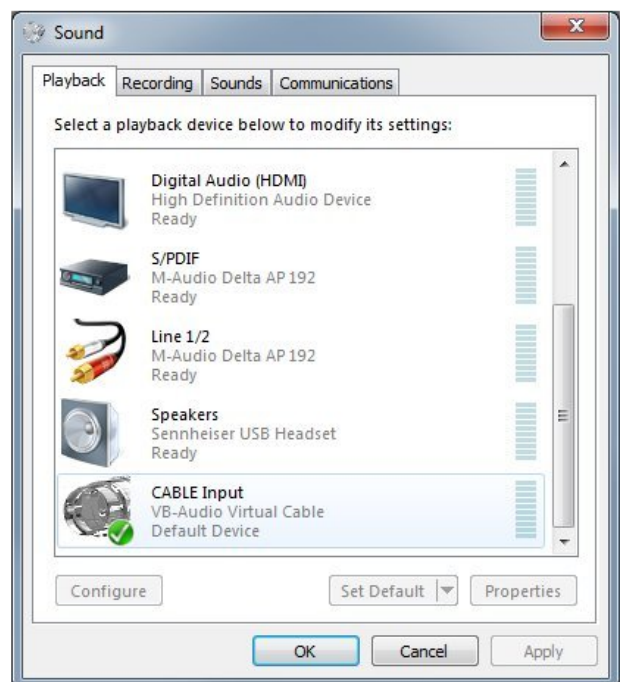 Sound
Playback
Recording
Sounds
Communications
Select a playback device below to modify its settings:
Digital Audio (HDMI)
High Definition Audio Device
Ready
S/PDIF
M-Audio Delta AP 192
Ready
Line 1/2
M-Audio Delta AP 192
Ready
Speakers
Sennheiser USB Headset
Ready
CABLE Input
VB-Audio Virtual Cable
Default Device
Configure
Set Default
Properties
OK
Cancel
Apply